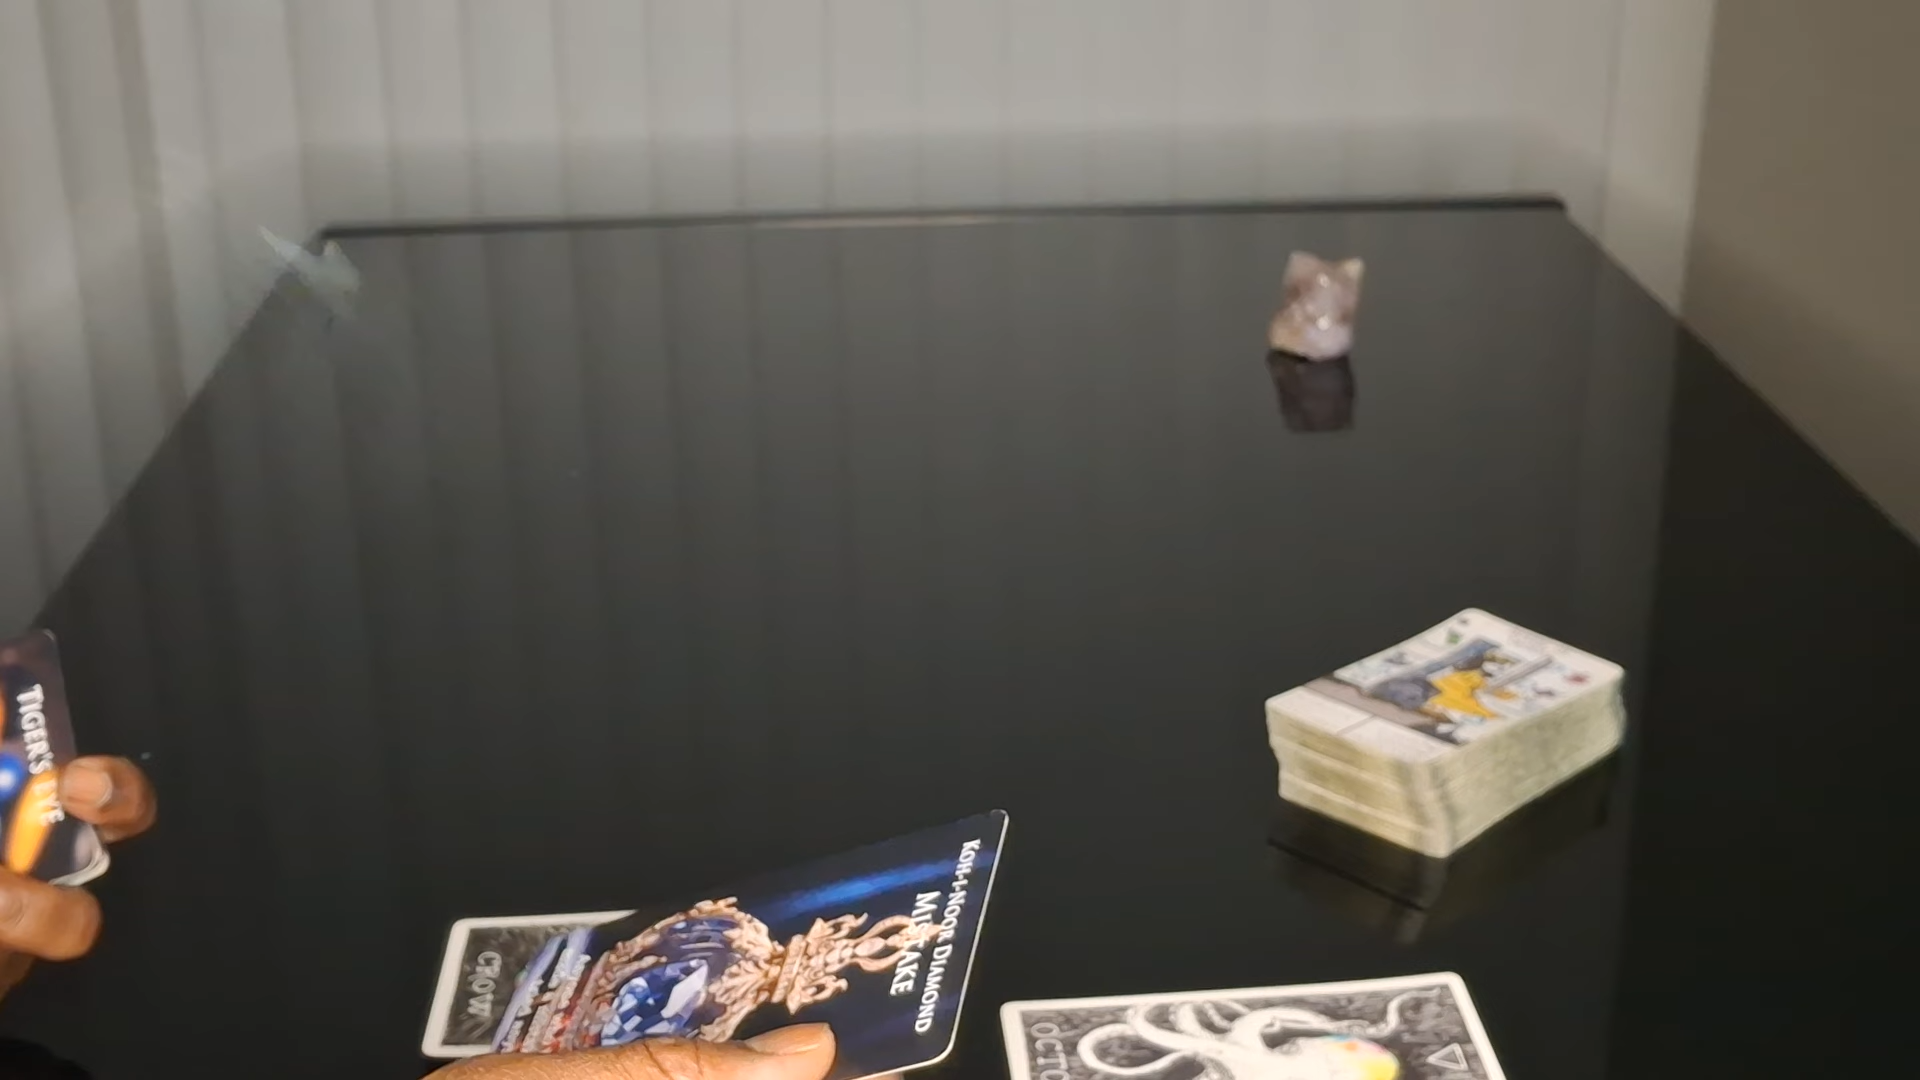 TIGER'S EYE
KOH-I-NOOR DIAMOND
MISTAKE
CROW
OCTO